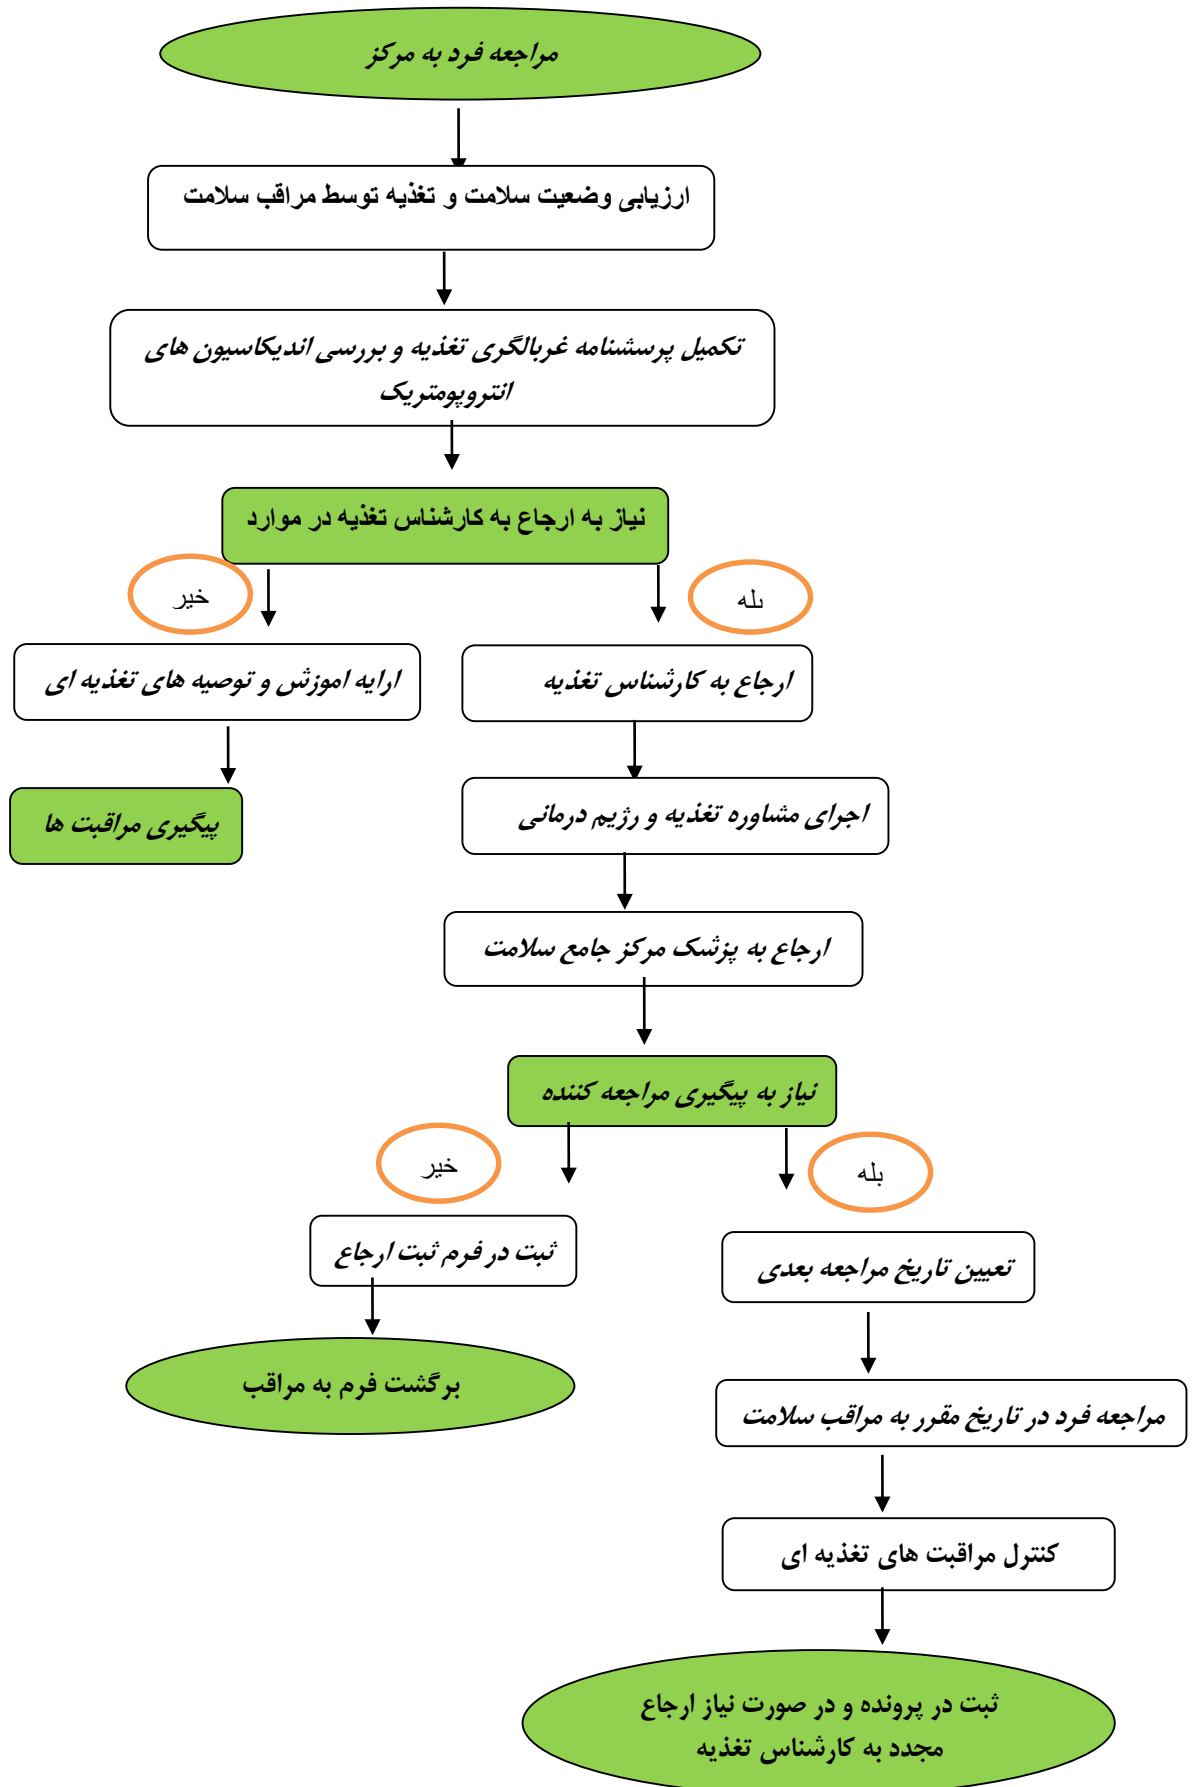 مراجعه فرد به مرکز
ارزیابی وضعیت سلامت و تغذیه توسط مراقب سلامت
تکمیل پرسشنامه غربالگری تغذیه و بررسی اندیکاسیون های
انتروپومتریک
نیاز به ارجاع به کارشناس تغذیه در موارد
بله
خیر
ارجاع به کارشناس تغذیه
ارایه اموزش و توصیه های تغذیه ای
اجرای مشاوره تغذیه و رژیم درمانی
پیگیری مراقبت ها
ارجاع به پزشک مرکز جامع سلامت
نیاز به پیگیری مراجعه کننده
بله
خیر
ثبت در فرم ثبت ارجاع
تعیین تاریخ مراجعه بعدی
برگشت فرم به مراقب
مراجعه فرد در تاریخ مقرر به مراقب سلامت
کنترل مراقبت های تغذیه ای
ثبت در پرونده و در صورت نیاز ارجاع
مجدد به کارشناس تغذیه